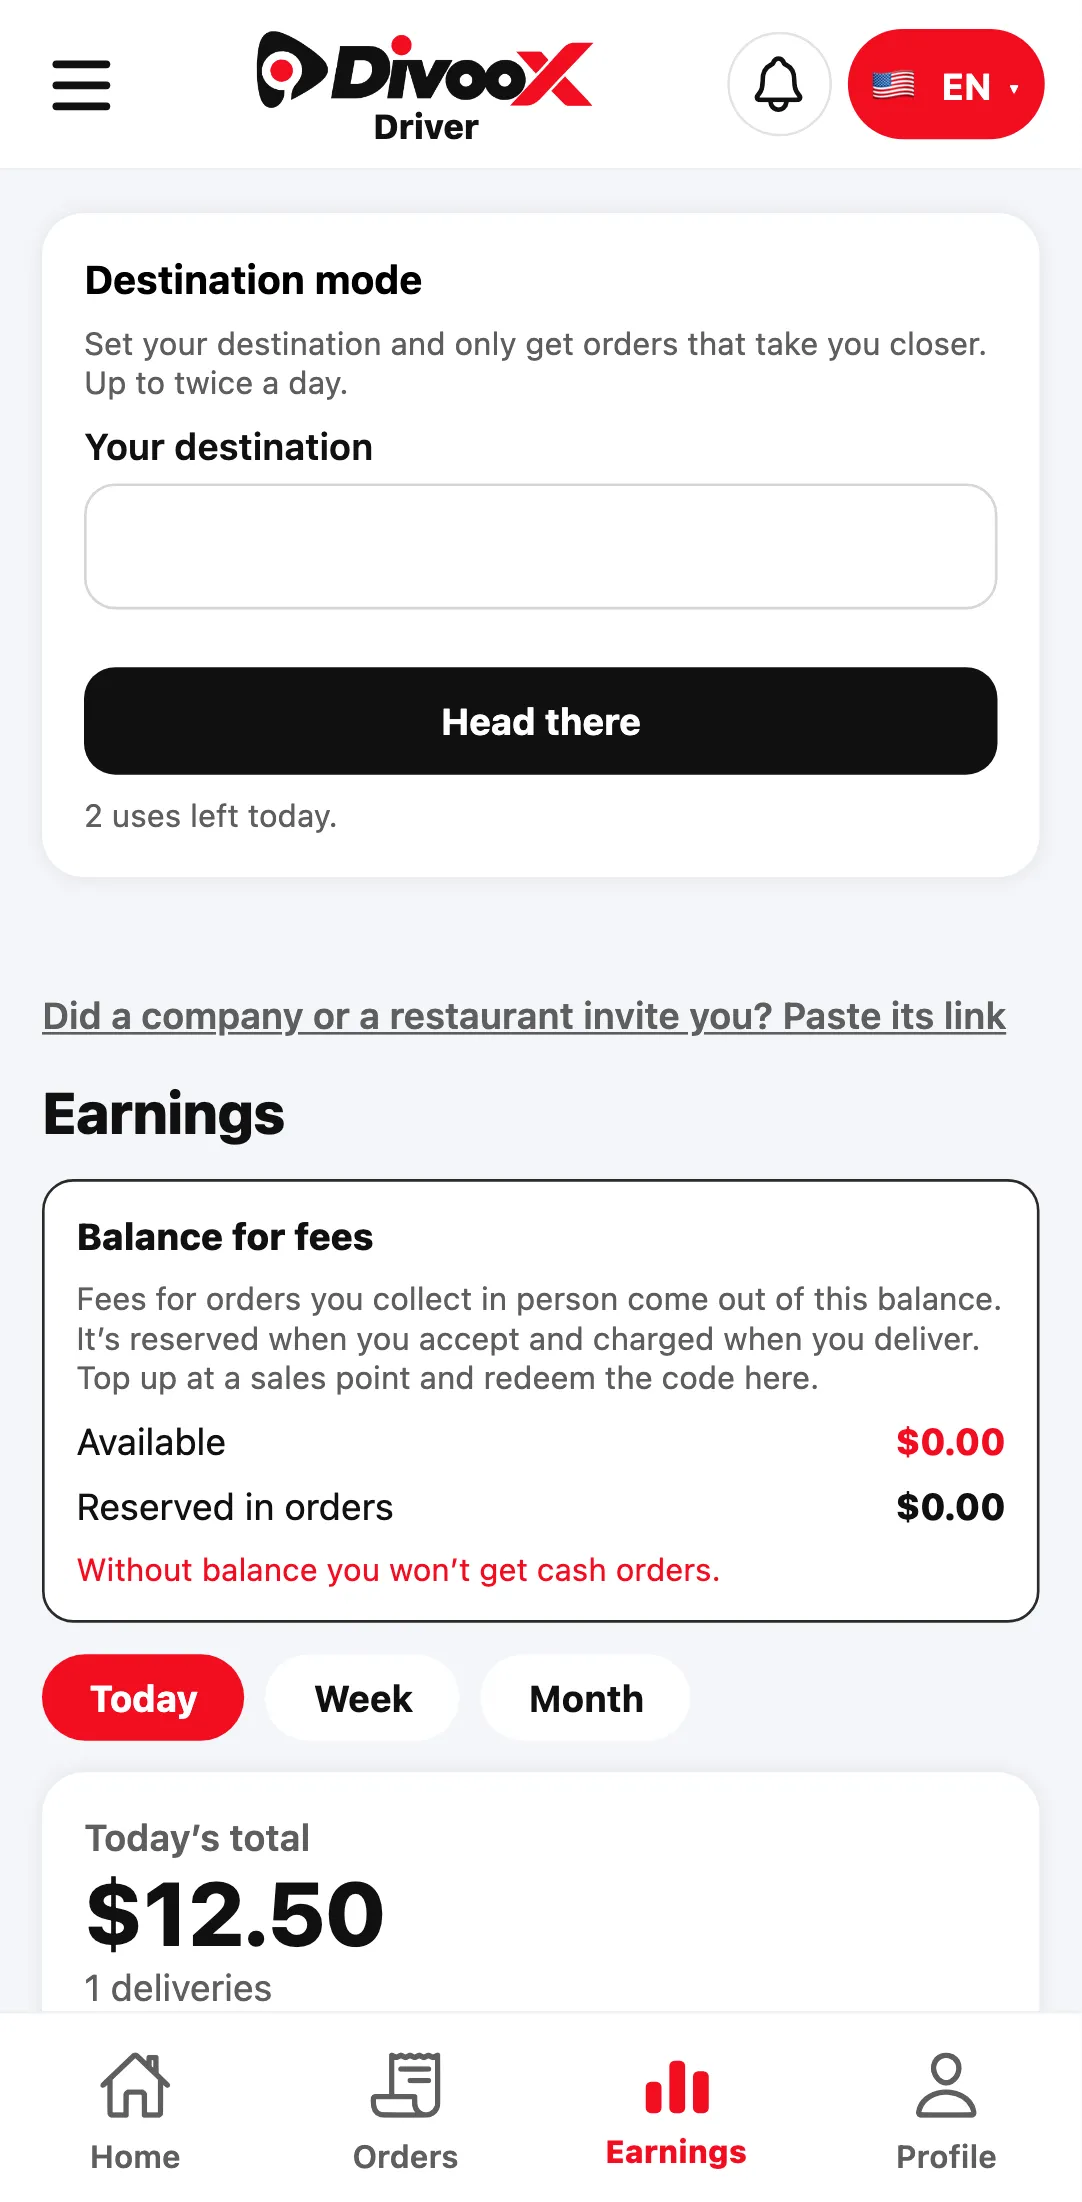 DivooX
Driver
EN
Destination mode
Set your destination and only get orders that take you closer.
Up to twice a day.
Your destination
Head there
2 uses left today.
Did a company or a restaurant invite you? Paste its link
Earnings
Balance for fees
Fees for orders you collect in person come out of this balance.
It’s reserved when you accept and charged when you deliver.
Top up at a sales point and redeem the code here.
Available $0.00
Reserved in orders $0.00
Without balance you won’t get cash orders.
Today Week Month
Today’s total
$12.50
1 deliveries
Home Orders Earnings Profile